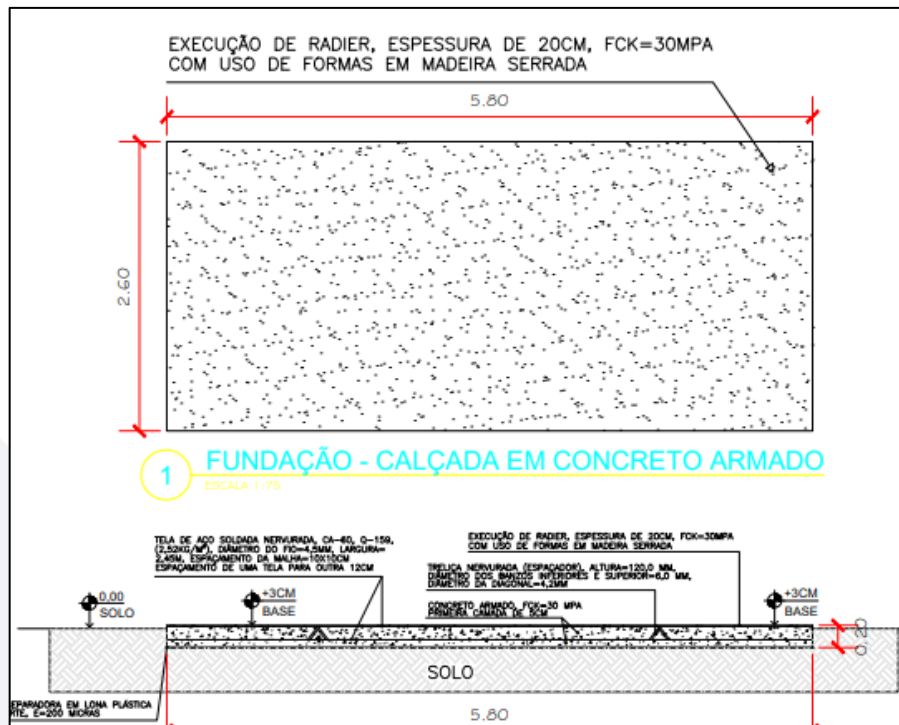 EXECUÇÃO DE RADIER, ESPESSURA DE 20CM, FCK=30MPA
COM USO DE FORMAS EM MADEIRA SERRADA
5.80
2.60
1
FUNDAÇÃO - CALÇADA EM CONCRETO ARMADO
ESCALA 1:75
TELA DE AÇO SOLDADA NERVURADA, CA-60, Q-159,
(2,52KG/M²), DIÂMETRO DO FIO=4,5MM, LARGURA=
2,45M, ESPAÇAMENTO DA MALHA=10X10CM
ESPAÇAMENTO DE UMA TELA PARA OUTRA 12CM
EXECUÇÃO DE RADIER, ESPESSURA DE 20CM, FCK=30MPA
COM USO DE FORMAS EM MADEIRA SERRADA
TRELIÇA NERVURADA (ESPAÇADOR), ALTURA=120,0 MM,
DIÂMETRO DOS BANZOS INFERIORES E SUPERIOR=6,0 MM,
DIÂMETRO DA DIAGONAL=4,2MM
CONCRETO ARMADO, FCK=30 MPA
PRIMEIRA CAMADA DE 5CM
0,00
SOLO
+3CM
BASE
+3CM
BASE
0.20
SOLO
EPARADORA EM LONA PLÁSTICA
RTE, E=200 MICRAS
5.80